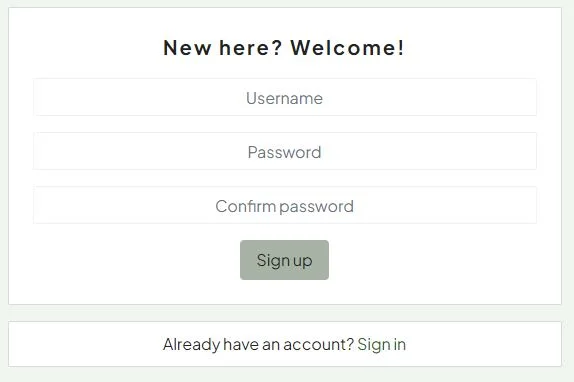 New here? Welcome!
Username
Password
Confirm password
Sign up
Already have an account? Sign in